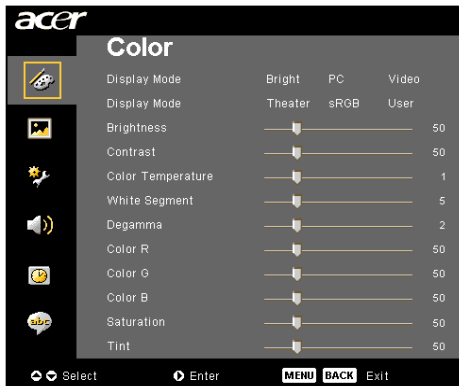 acer
Color
Display Mode Bright PC Video
Display Mode Theater sRGB User
Brightness 50
Contrast 50
Color Temperature 1
White Segment 5
Degamma 2
Color R 50
Color G 50
Color B 50
Saturation 50
Tint 50
abc
Select Enter MENU BACK Exit